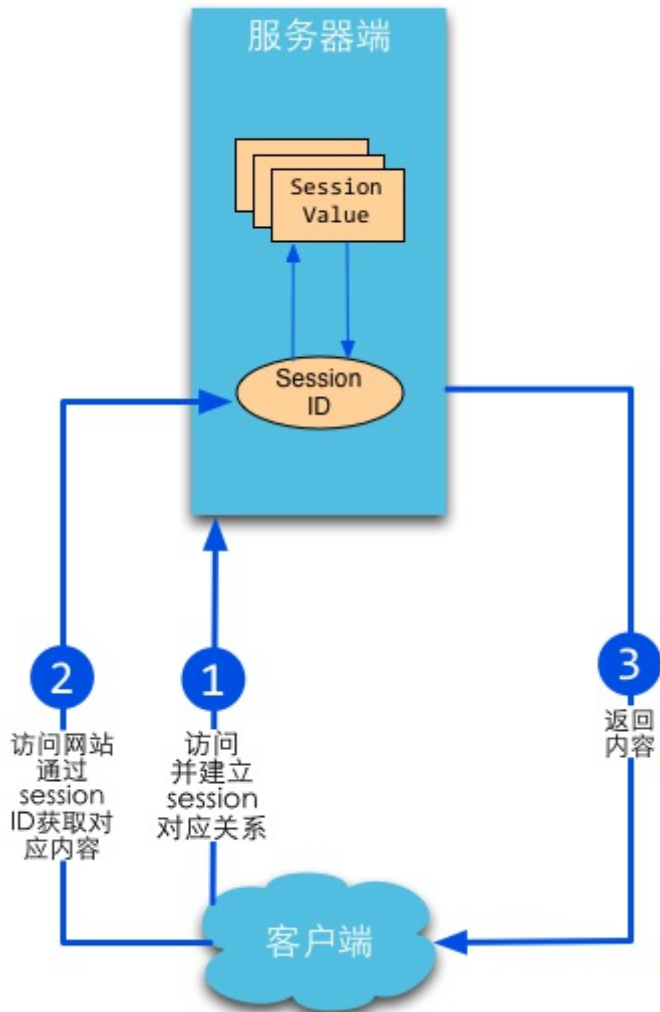 服务器端
Session
Value
Session
ID
2
访问网站
通过
session
ID获取对
应内容
1
访问
并建立
session
对应关系
3
返回
内容
客户端